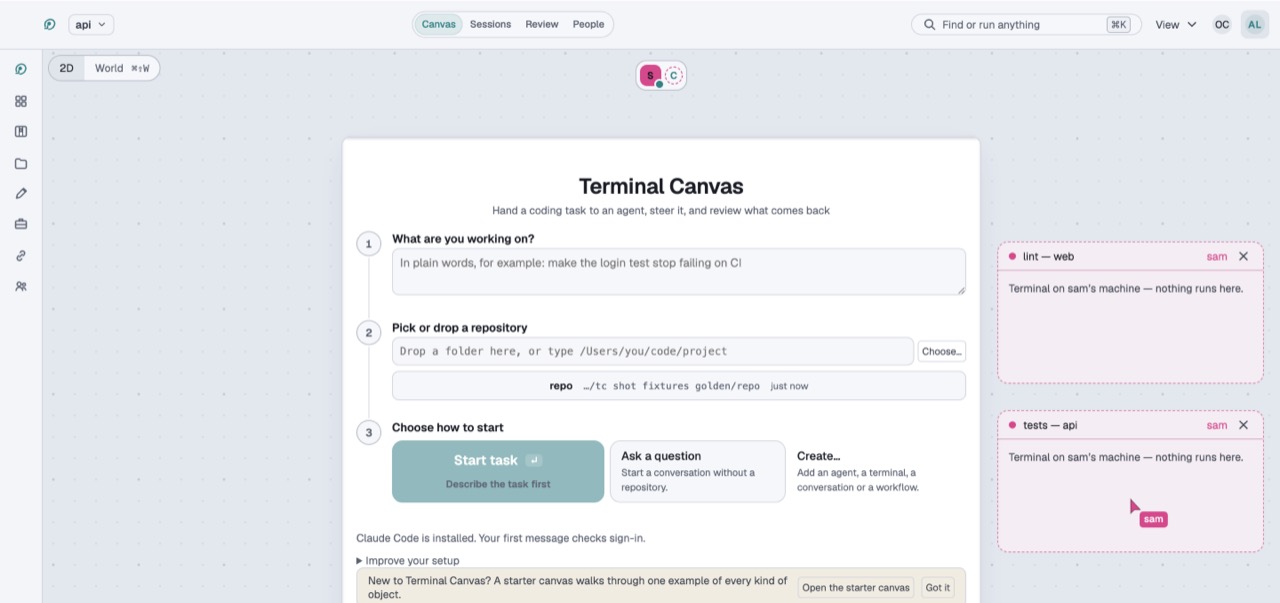 api
Canvas Sessions Review People
Find or run anything ⌘K
View
OC
AL
2D World ⌘⇧W
S C
Terminal Canvas
Hand a coding task to an agent, steer it, and review what comes back
1 What are you working on?
In plain words, for example: make the login test stop failing on CI
2 Pick or drop a repository
Drop a folder here, or type /Users/you/code/project
Choose…
repo …/tc shot fixtures golden/repo just now
3 Choose how to start
Start task ↵
Describe the task first
Ask a question
Start a conversation without a
repository.
Create…
Add an agent, a terminal, a
conversation or a workflow.
Claude Code is installed. Your first message checks sign-in.
Improve your setup
New to Terminal Canvas? A starter canvas walks through one example of every kind of
object.
Open the starter canvas
Got it
lint — web sam
Terminal on sam's machine — nothing runs here.
tests — api sam
Terminal on sam's machine — nothing runs here.
sam